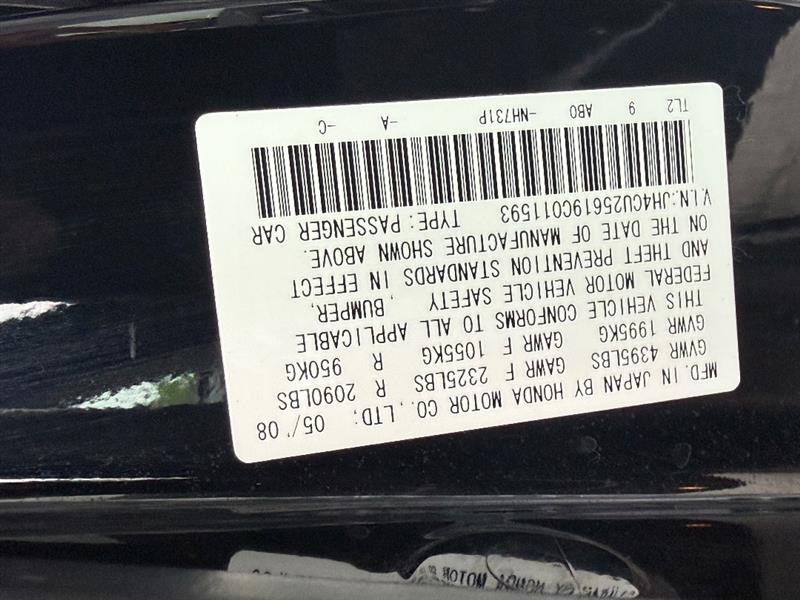 MFD. IN JAPAN BY HONDA MOTOR CO., LTD; 05/'08
GVWR 4395LBS GAWR F 2325LBS R 2090LBS
GVWR 1995KG GAWR F 1055KG R 950KG
THIS VEHICLE CONFORMS TO ALL APPLICABLE
FEDERAL MOTOR VEHICLE SAFETY , BUMPER,
AND THEFT PREVENTION STANDARDS IN EFFECT
ON THE DATE OF MANUFACTURE SHOWN ABOVE.
V.I.N:JH4CU25619C011593 TYPE:PASSENGER CAR
TL2 9 AB0 -NH731P -A -C